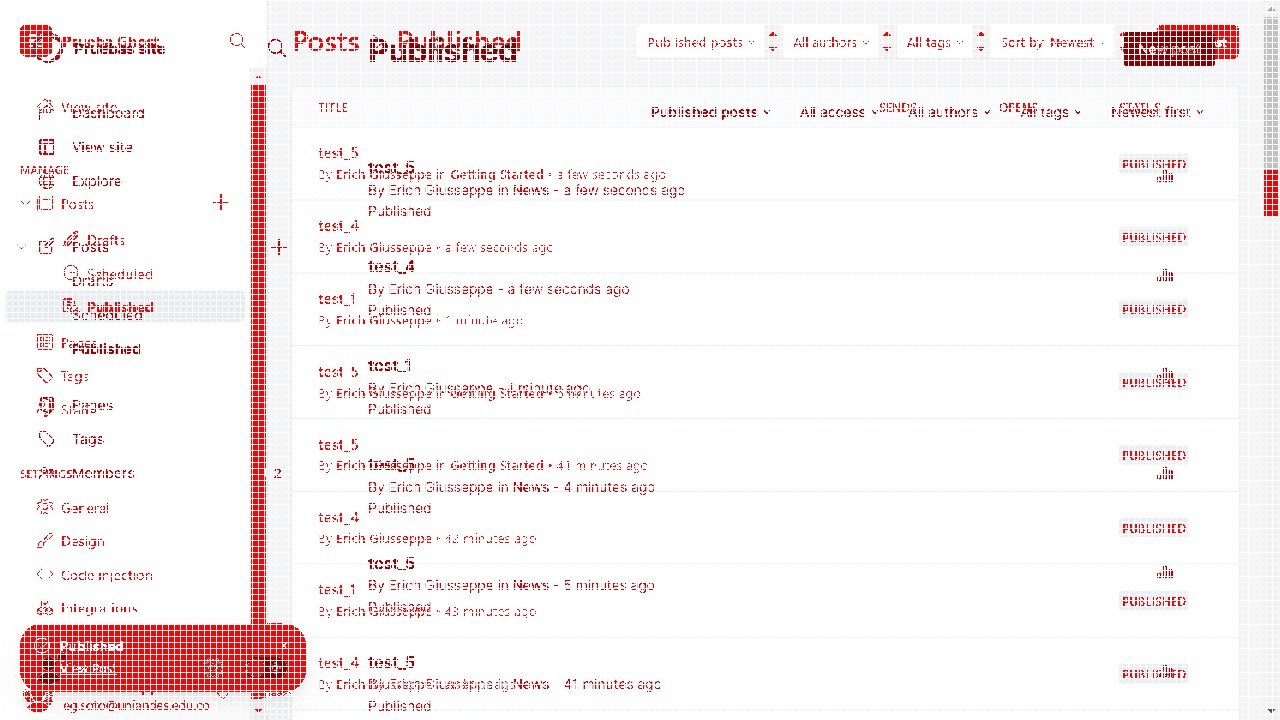 Posts
Published
Published posts
All authors
All tags
Sort by: Newest
View site
Dashboard
TITLE
SENDS
OPENS
STATUS
Published posts
All access
All authors
All tags
Newest first
View site
MANAGE
Explore
Posts
Drafts
Posts
Scheduled
Drafts
Published
Scheduled
Published
Pages
Tags
Pages
Tags
SETTINGS
Members
2
General
Design
Code injection
Integrations
Published
egsoto@uniandes.edu.co
test_5
By Erich Giusseppe in Getting Started • a few seconds ago
PUBLISHED
test_5
By Erich Giusseppe in News - a few seconds ago
Published
test_4
By Erich Giusseppe • a few seconds ago
PUBLISHED
test_4
By Erich Giusseppe - a few seconds ago
Published
test_1
By Erich Giusseppe • 1 minute ago
PUBLISHED
test_1
By Erich Giusseppe - 1 minute ago
Published
test_5
By Erich Giusseppe in Getting Started • 5 minutes ago
PUBLISHED
test_5
By Erich Giusseppe in Getting Started • 41 minutes ago
PUBLISHED
test_5
By Erich Giusseppe in News - 4 minutes ago
Published
test_4
By Erich Giusseppe • 42 minutes ago
PUBLISHED
test_5
By Erich Giusseppe in News - 5 minutes ago
Published
test_1
By Erich Giusseppe • 43 minutes ago
PUBLISHED
test_4
test_5
By Erich Giusseppe
News - 41 minutes ago
PUBLISHED
Published